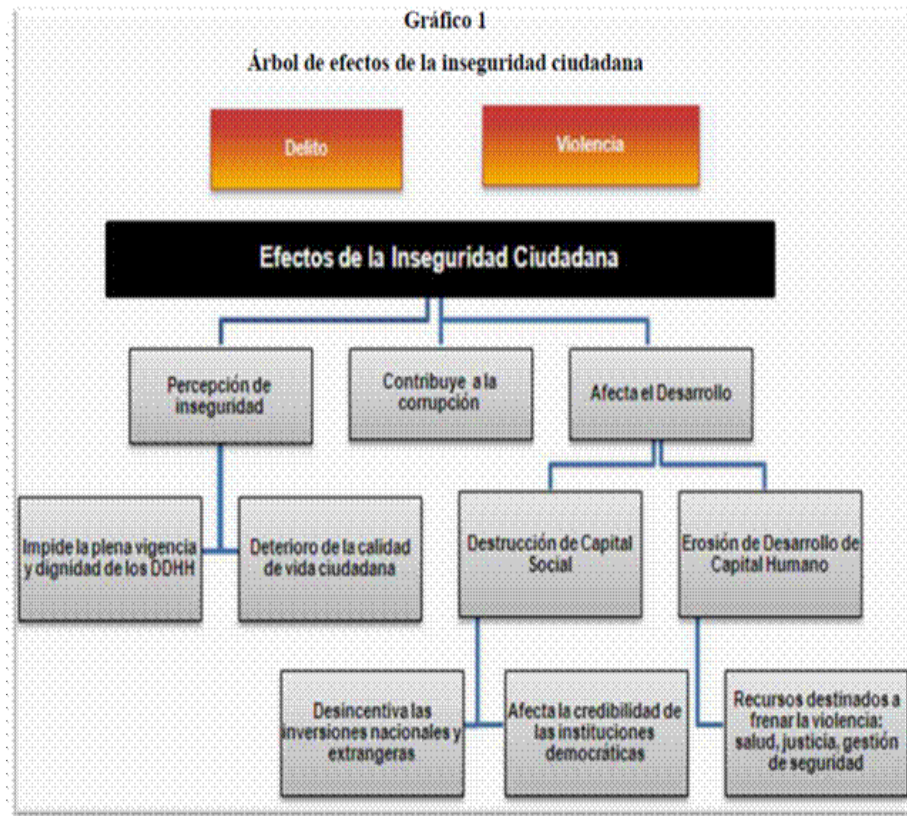 Gráfico 1
Árbol de efectos de la inseguridad ciudadana
Delito
Violencia
Efectos de la Inseguridad Ciudadana
Percepción de
inseguridad
Contribuye a la
corrupción
Afecta el Desarrollo
Impide la plena vigencia
y dignidad de los DDHH
Deterioro de la calidad
de vida ciudadana
Destrucción de Capital
Social
Erosión de Desarrollo de
Capital Humano
Desincentiva las
inversiones nacionales y
extrangeras
Afecta la credibilidad de
las instituciones
democráticas
Recursos destinados a
frenar la violencia:
salud, justicia, gestión
de seguridad